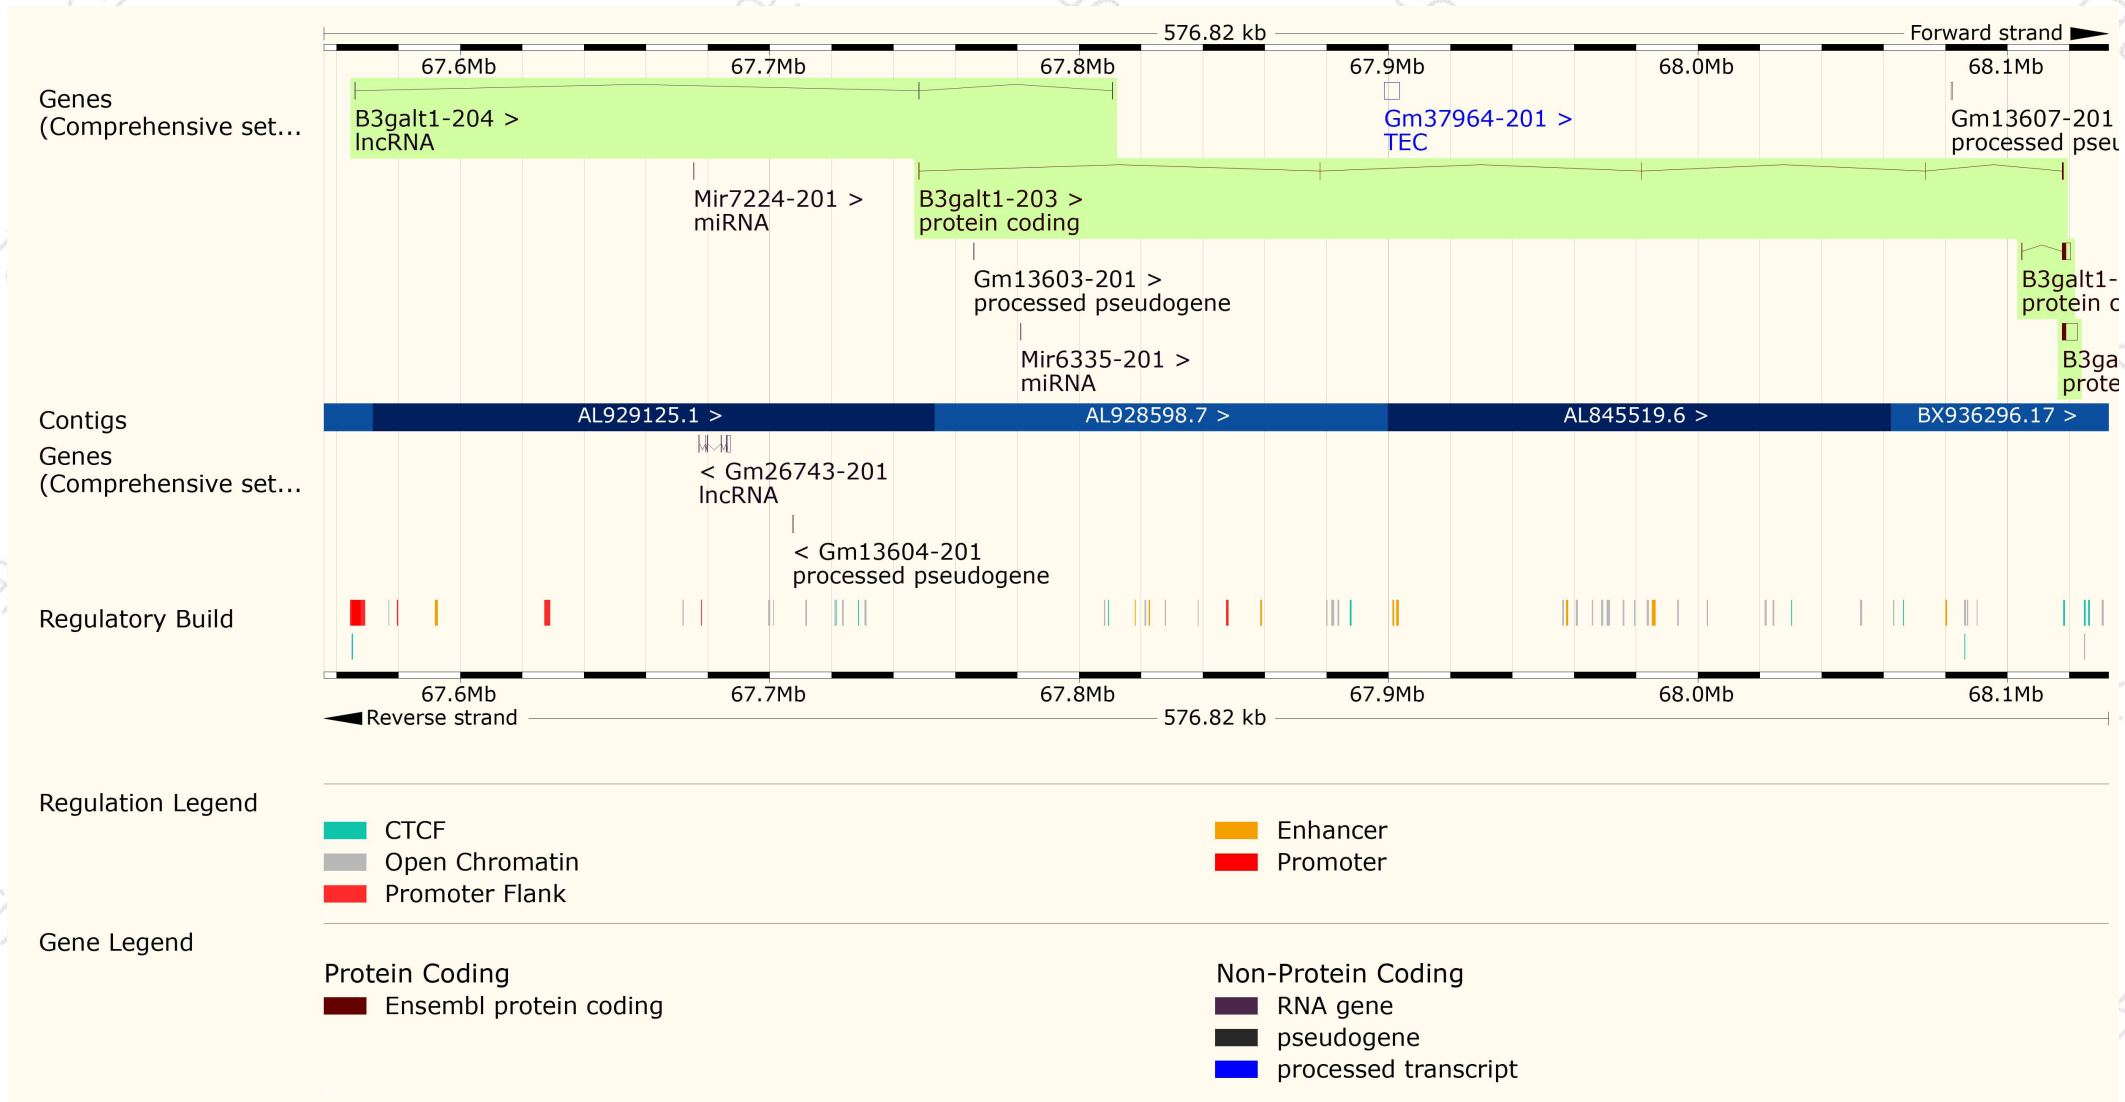 576.82 kb
Forward strand
67.6Mb 67.7Mb 67.8Mb 67.9Mb 68.0Mb 68.1Mb
Genes
(Comprehensive set...
B3galt1-204 >
lncRNA
Gm37964-201 >
TEC
Gm13607-201
processed pseu
Mir7224-201 >
miRNA
B3galt1-203 >
protein coding
Gm13603-201 >
processed pseudogene
B3galt1-
protein c
Mir6335-201 >
miRNA
B3ga
prote
Contigs
AL929125.1 > AL928598.7 > AL845519.6 > BX936296.17 >
Genes
(Comprehensive set...
< Gm26743-201
lncRNA
< Gm13604-201
processed pseudogene
Regulatory Build
67.6Mb 67.7Mb 67.8Mb 67.9Mb 68.0Mb 68.1Mb
Reverse strand
576.82 kb
Regulation Legend
CTCF
Open Chromatin
Promoter Flank
Enhancer
Promoter
Gene Legend
Protein Coding
Ensembl protein coding
Non-Protein Coding
RNA gene
pseudogene
processed transcript